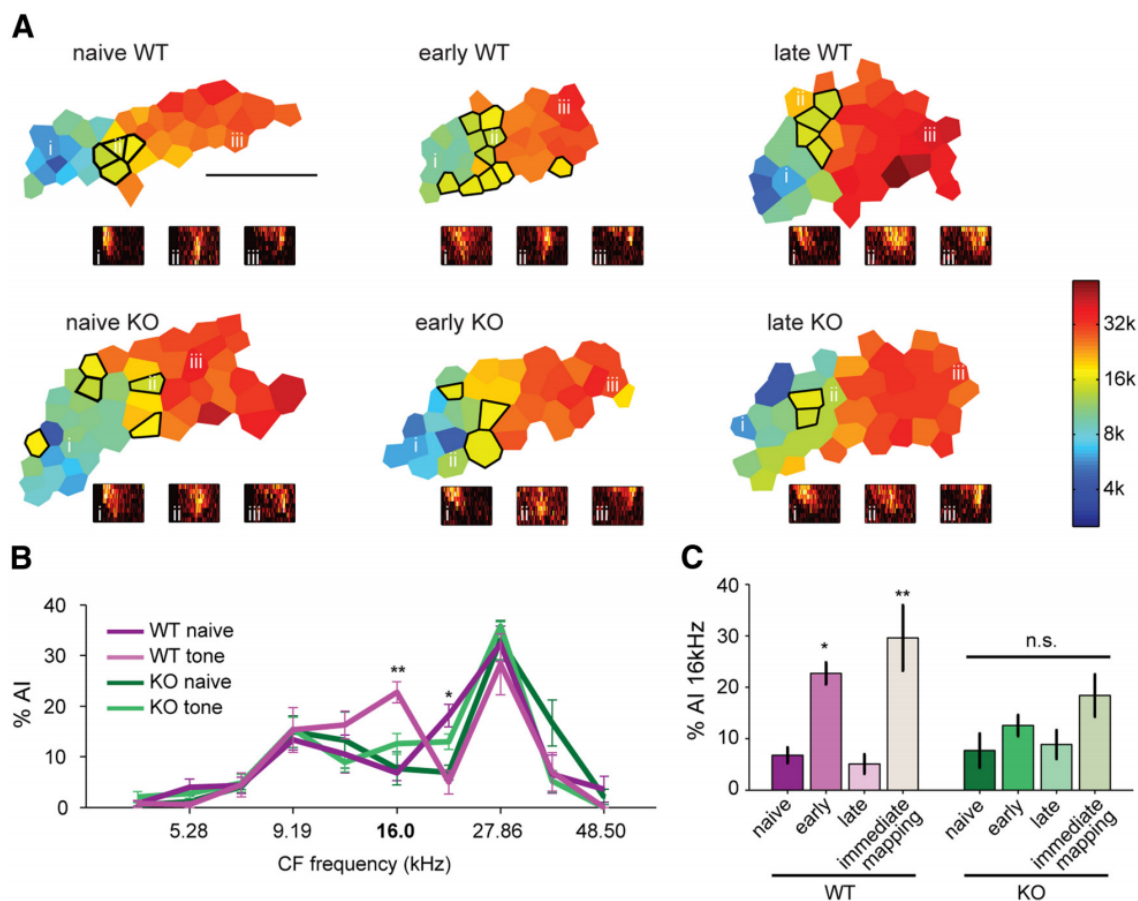 A
naive WT
early WT
late WT
i
ii
iii
i
ii
iii
i
ii
iii
i
ii
iii
i
ii
iii
i
ii
iii
naive KO
early KO
late KO
i
ii
iii
i
ii
iii
i
ii
iii
i
ii
iii
i
ii
iii
i
ii
iii
32k
16k
8k
4k
B
% AI
40
30
20
10
0
WT naive
WT tone
KO naive
KO tone
**
*
5.28 9.19 16.0 27.86 48.50
CF frequency (kHz)
C
% AI 16kHz
40
30
20
10
0
*
**
n.s.
naive
early
late
immediate
mapping
naive
early
late
immediate
mapping
WT
KO